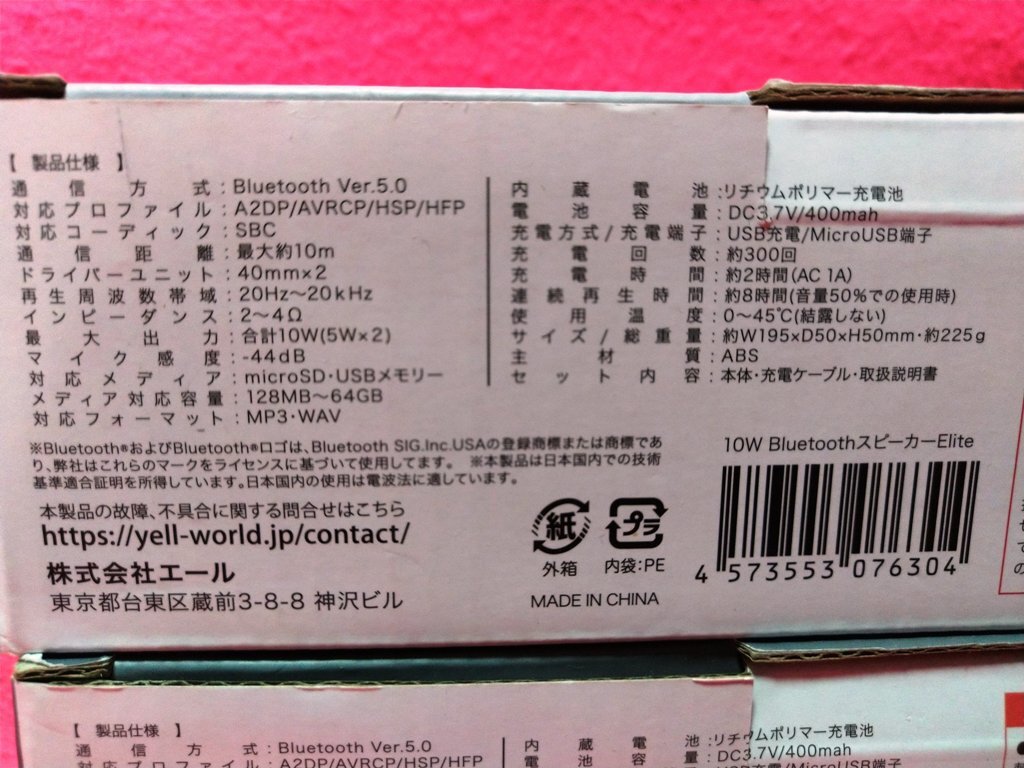 【 製品仕様 】
通信方式：Bluetooth Ver.5.0
対応プロファイル：A2DP/AVRCP/HSP/HFP
対応コーディック：SBC
通信距離：最大約10m
ドライバーユニット：40mm×2
再生周波数帯域：20Hz～20kHz
インピーダンス：2～4Ω
最大出力：合計10W(5W×2)
マイク感度：-44dB
対応メディア：microSD・USBメモリー
メディア対応容量：128MB～64GB
対応フォーマット：MP3・WAV
内蔵電池：リチウムポリマー充電池
電池容量：DC3.7V/400mah
充電方式/充電端子：USB充電/MicroUSB端子
充電回数：約300回
充電時間：約2時間(AC 1A)
連続再生時間：約8時間(音量50%での使用時)
使用温度：0～45℃(結露しない)
サイズ/総重量：約W195×D50×H50mm・約225g
主材質：ABS
セット内容：本体・充電ケーブル・取扱説明書
※Bluetooth®およびBluetooth®ロゴは、Bluetooth SIG.Inc.USAの登録商標または商標であ
り、弊社はこれらのマークをライセンスに基づいて使用してます。 ※本製品は日本国内での技術
基準適合証明を所得しています。日本国内の使用は電波法に適しています。
本製品の故障、不具合に関する問合せはこちら
https://yell-world.jp/contact/
株式会社エール
東京都台東区蔵前3-8-8 神沢ビル
紙
外箱
プラ
内袋:PE
MADE IN CHINA
10W BluetoothスピーカーElite
4 573553 076304
【 製品仕様 】
通信方式：Bluetooth Ver.5.0
対応プロファイル：A2DP/AVRCP/HSP/HFP
内蔵電池：リチウムポリマー充電池
電池容量：DC3.7V/400mah